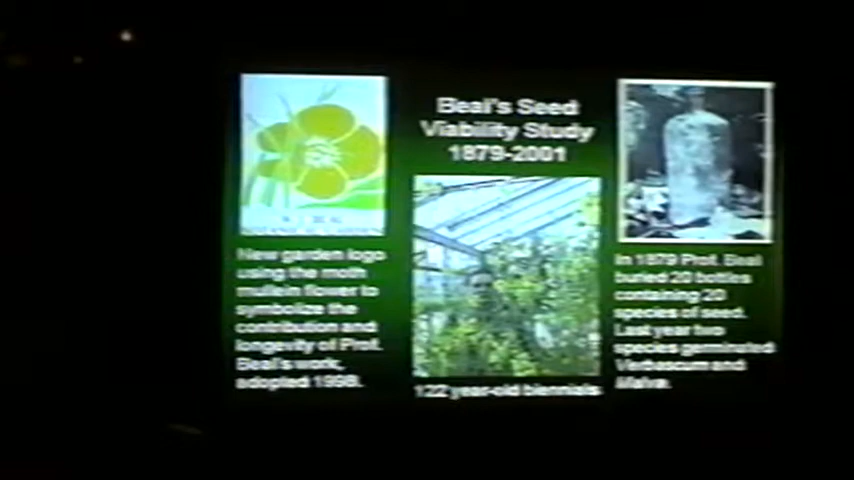 Beal's Seed
Viability Study
1879-2001
New garden logo
using the moth
mullein flower to
symbolize the
contribution and
longevity of Prof.
Beal's work,
adopted 1998.
122 year-old biennials
In 1879 Prof. Beal
buried 20 bottles
containing 20
species of seed.
Last year two
species germinated
Verbascum and
Malva.